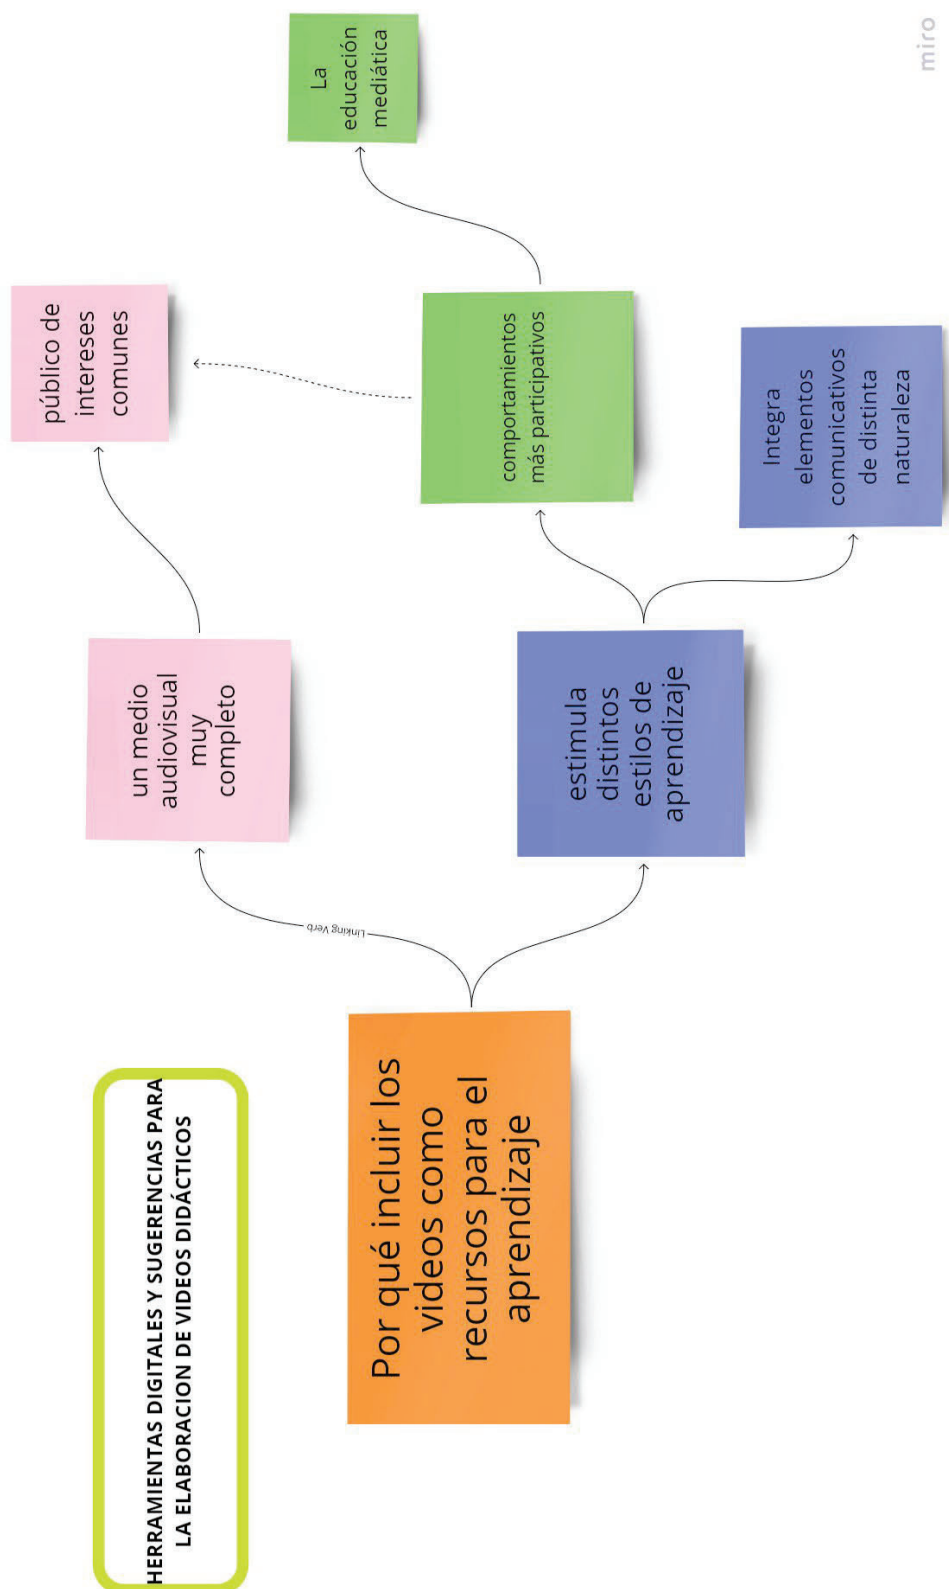 HERRAMIENTAS DIGITALES Y SUGERENCIAS PARA
LA ELABORACION DE VIDEOS DIDÁCTICOS
Por qué incluir los
videos como
recursos para el
aprendizaje
Linking Verb
un medio
audiovisual
muy
completo
público de
intereses
comunes
estimula
distintos
estilos de
aprendizaje
comportamientos
más participativos
La
educación
mediática
Integra
elementos
comunicativos
de distinta
naturaleza
miro